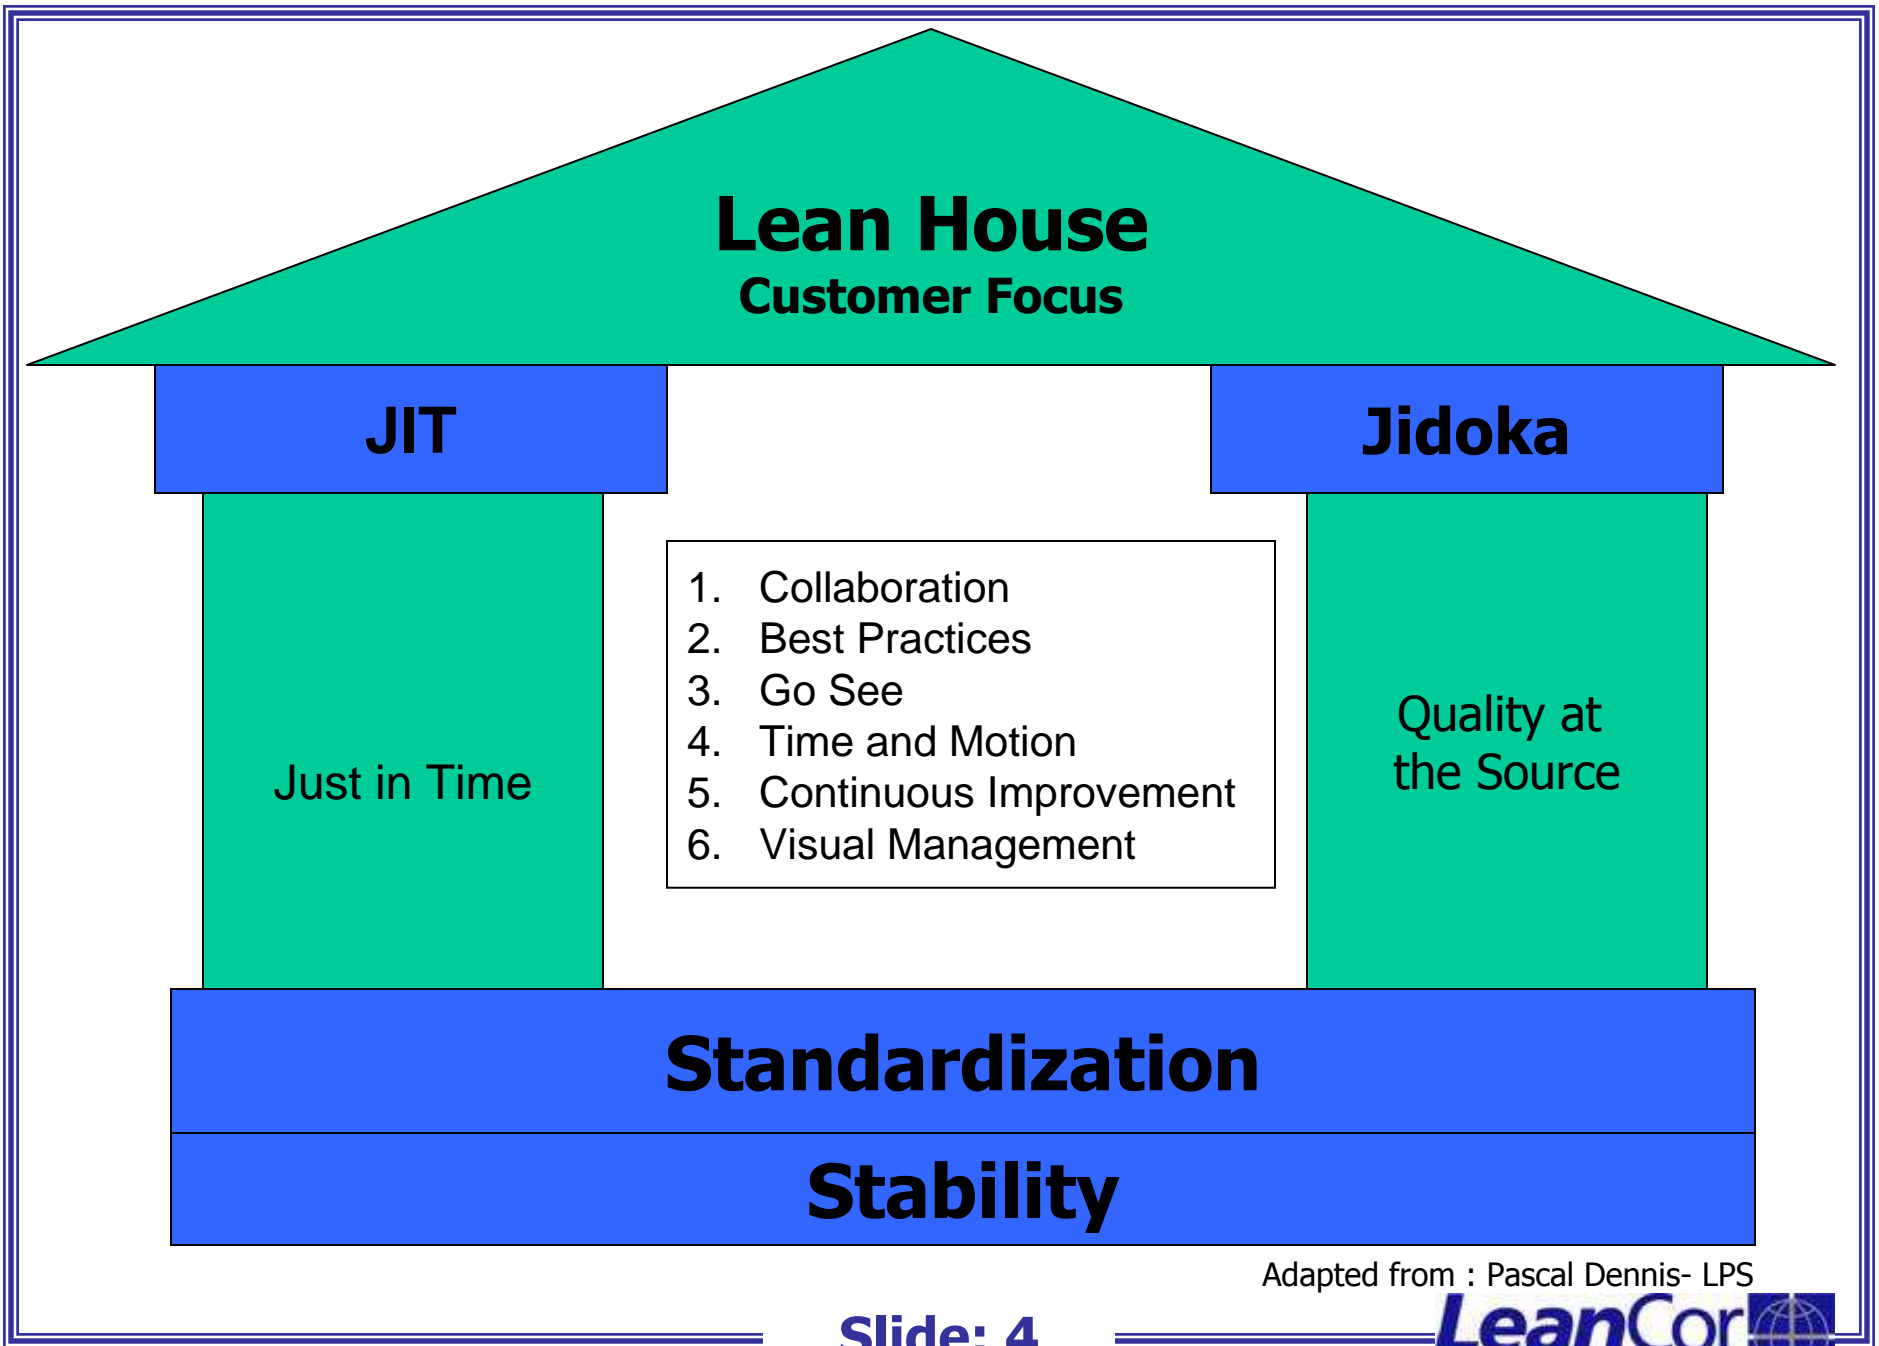 Lean House
Customer Focus
JIT
Jidoka
1. Collaboration
2. Best Practices
3. Go See
4. Time and Motion
5. Continuous Improvement
6. Visual Management
Just in Time
Quality at
the Source
Standardization
Stability
Adapted from : Pascal Dennis- LPS
Slide: 4
LeanCor